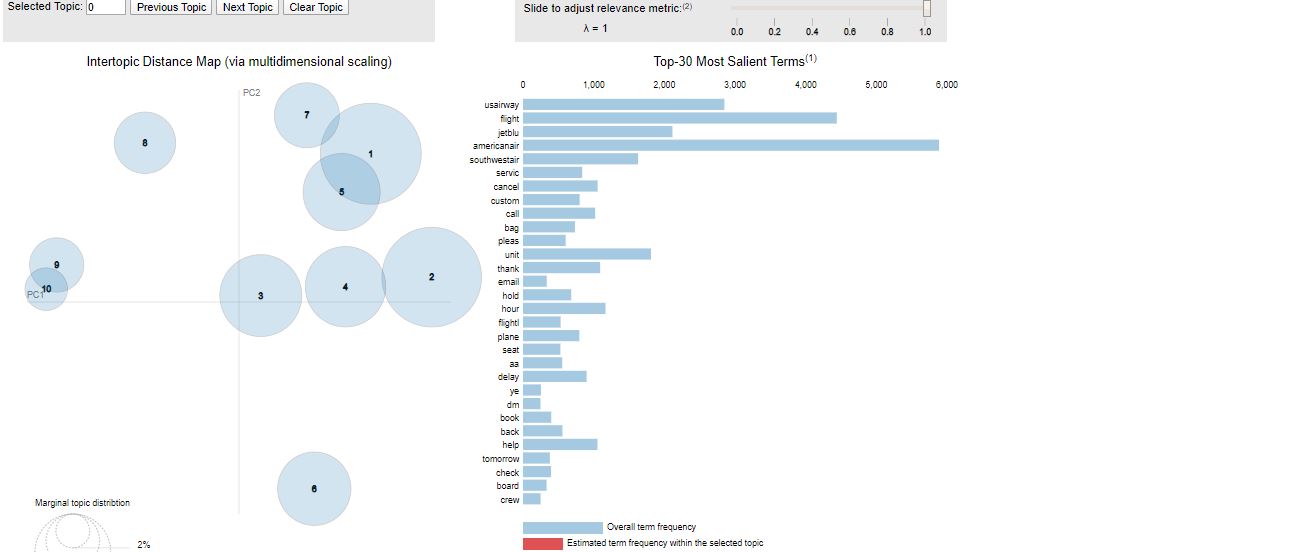 Selected Topic: 0 Previous Topic Next Topic Clear Topic
Slide to adjust relevance metric:(2)
λ = 1
0.0 0.2 0.4 0.6 0.8 1.0
Intertopic Distance Map (via multidimensional scaling)
PC2
PC1
7
8
1
5
9
10
2
4
3
6
Marginal topic distribtion
2%
Top-30 Most Salient Terms(1)
0 1,000 2,000 3,000 4,000 5,000 6,000
usairway
flight
jetblu
americanair
southwestair
servic
cancel
custom
call
bag
pleas
unit
thank
email
hold
hour
flightl
plane
seat
aa
delay
ye
dm
book
back
help
tomorrow
check
board
crew
Overall term frequency
Estimated term frequency within the selected topic